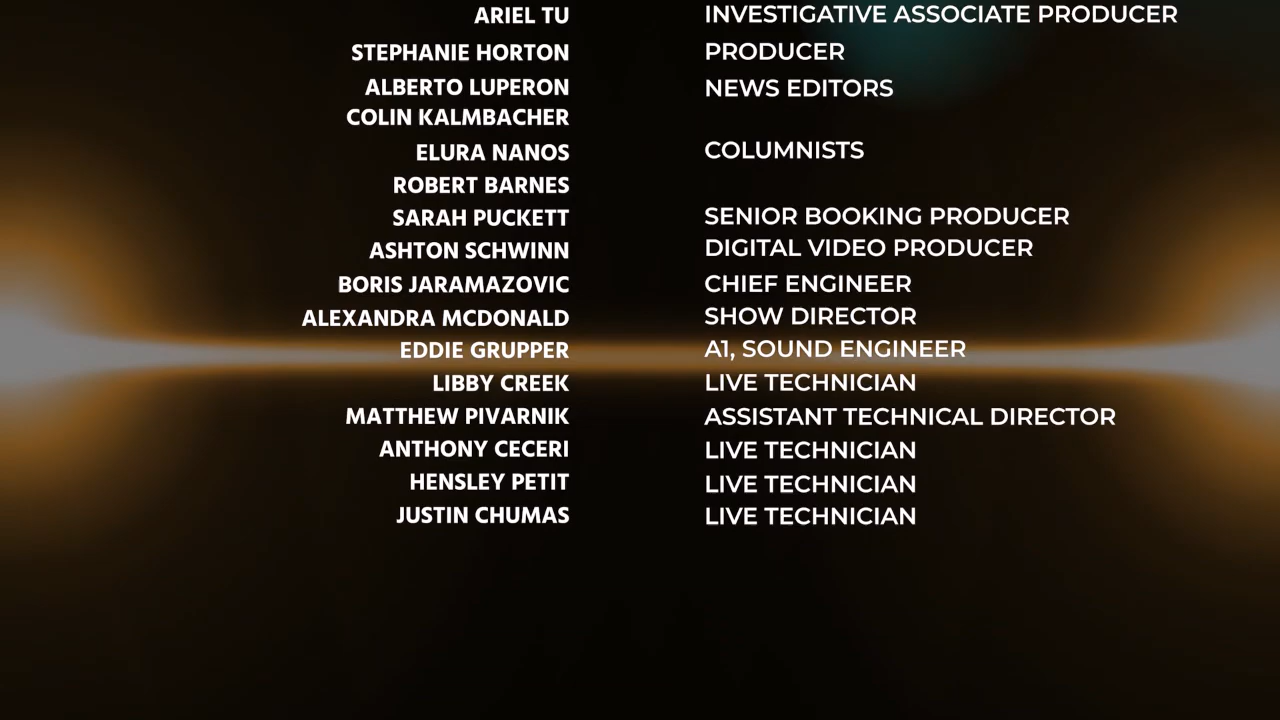 ARIEL TU INVESTIGATIVE ASSOCIATE PRODUCER
STEPHANIE HORTON PRODUCER
ALBERTO LUPERON NEWS EDITORS
COLIN KALMBACHER
ELURA NANOS COLUMNISTS
ROBERT BARNES
SARAH PUCKETT SENIOR BOOKING PRODUCER
ASHTON SCHWINN DIGITAL VIDEO PRODUCER
BORIS JARAMAZOVIC CHIEF ENGINEER
ALEXANDRA MCDONALD SHOW DIRECTOR
EDDIE GRUPPER A1, SOUND ENGINEER
LIBBY CREEK LIVE TECHNICIAN
MATTHEW PIVARNIK ASSISTANT TECHNICAL DIRECTOR
ANTHONY CECERI LIVE TECHNICIAN
HENSLEY PETIT LIVE TECHNICIAN
JUSTIN CHUMAS LIVE TECHNICIAN